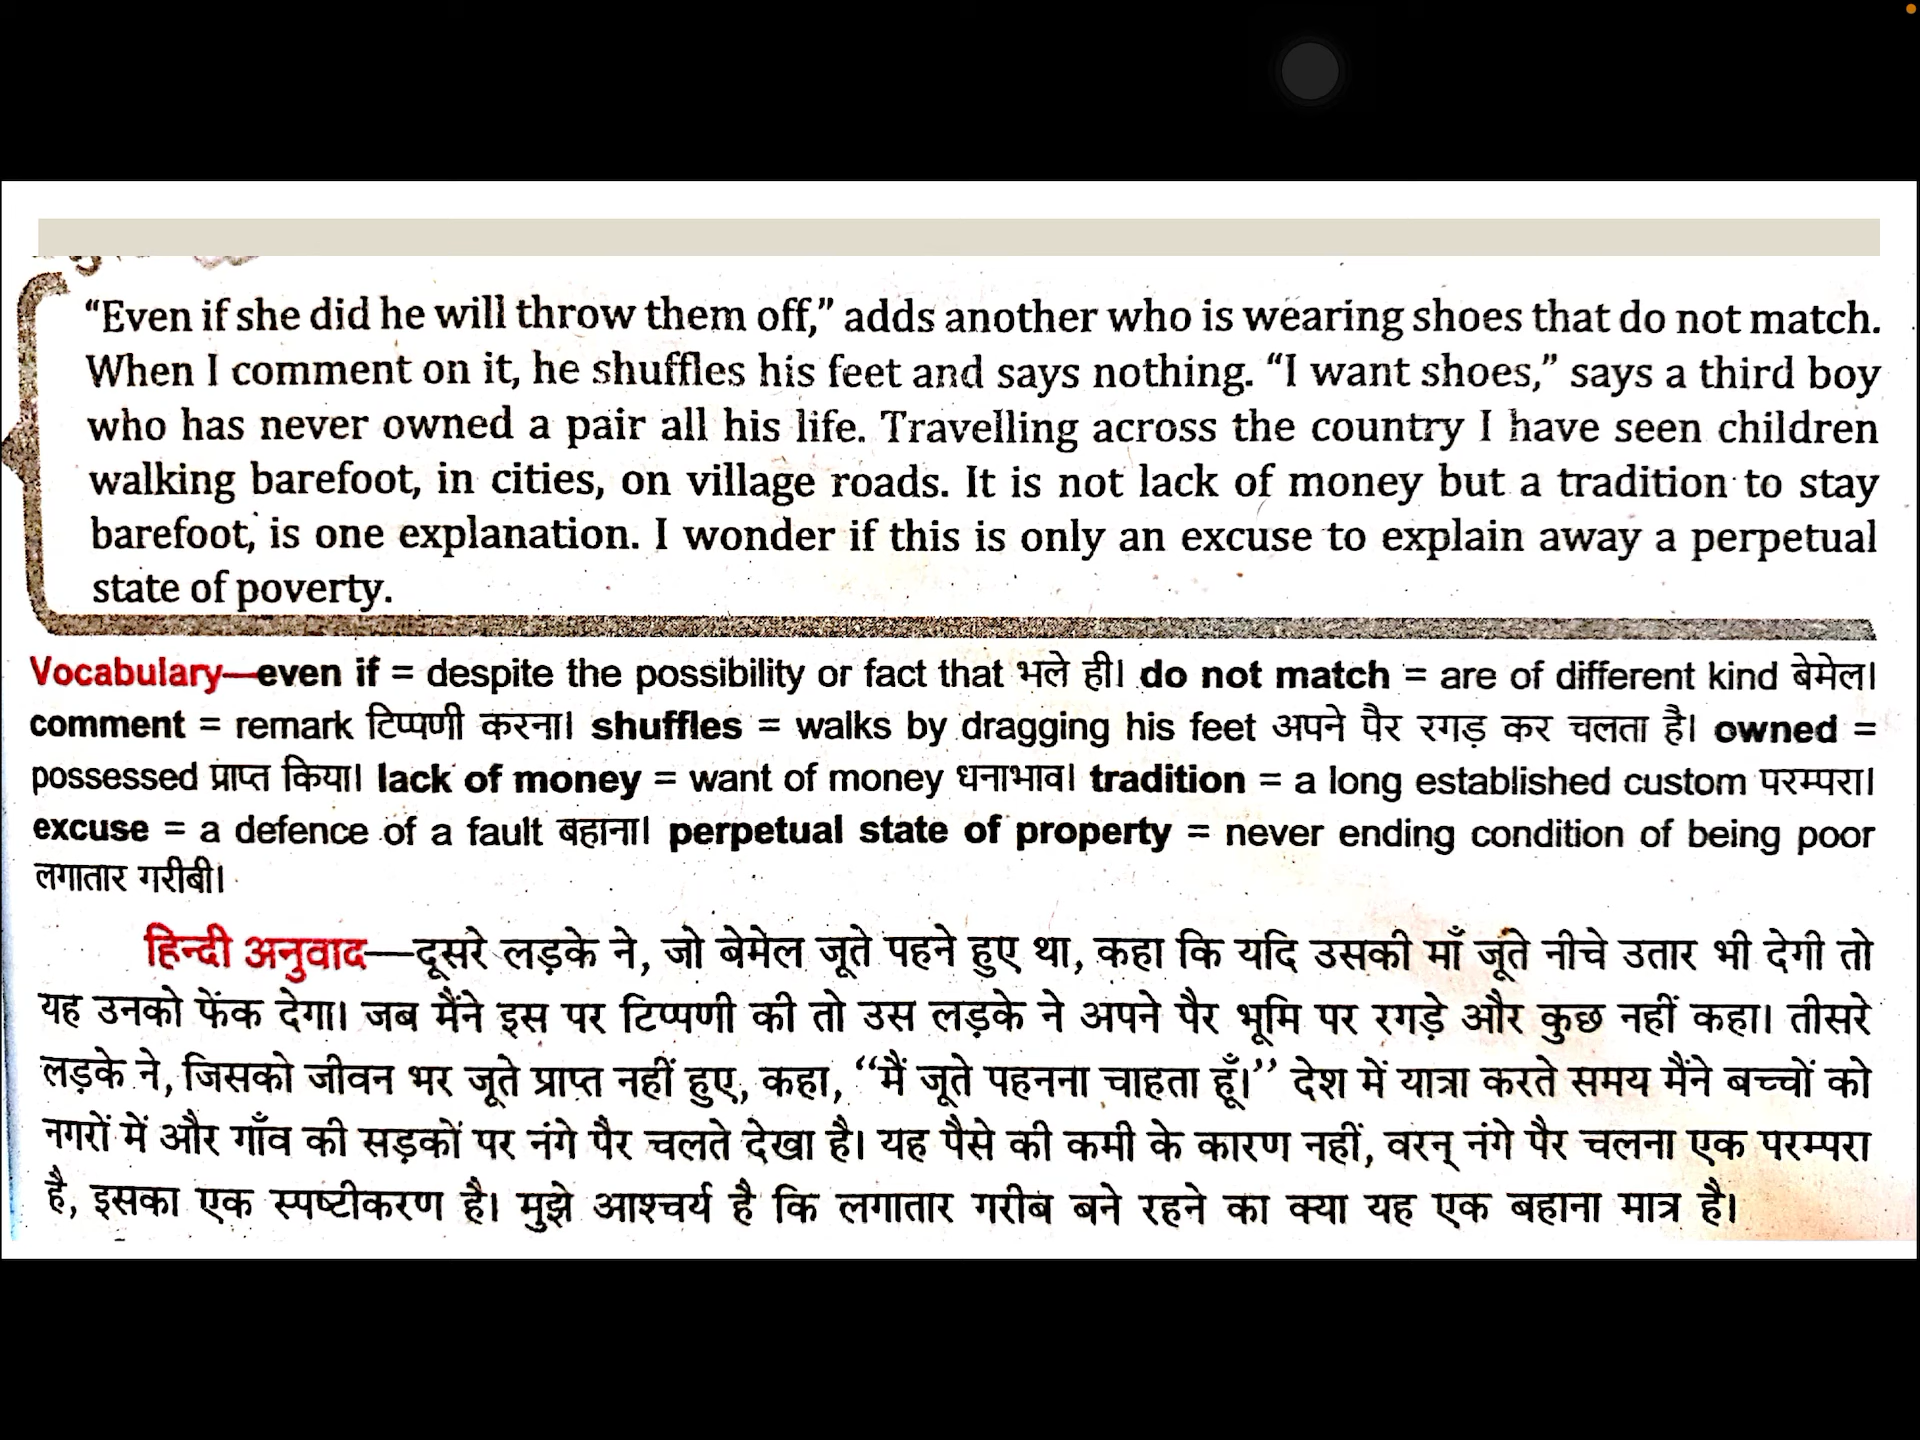 “Even if she did he will throw them off,” adds another who is wearing shoes that do not match.
When I comment on it, he shuffles his feet and says nothing. “I want shoes,” says a third boy
who has never owned a pair all his life. Travelling across the country I have seen children
walking barefoot, in cities, on village roads. It is not lack of money but a tradition to stay
barefoot, is one explanation. I wonder if this is only an excuse to explain away a perpetual
state of poverty.
Vocabulary—even if = despite the possibility or fact that भले ही। do not match = are of different kind बेमेल।
comment = remark टिप्पणी करना। shuffles = walks by dragging his feet अपने पैर रगड़ कर चलता है। owned =
possessed प्राप्त किया। lack of money = want of money धनाभाव। tradition = a long established custom परम्परा।
excuse = a defence of a fault बहाना। perpetual state of property = never ending condition of being poor
लगातार गरीबी।
हिन्दी अनुवाद—दूसरे लड़के ने, जो बेमेल जूते पहने हुए था, कहा कि यदि उसकी माँ जूते नीचे उतार भी देगी तो
यह उनको फेंक देगा। जब मैंने इस पर टिप्पणी की तो उस लड़के ने अपने पैर भूमि पर रगड़े और कुछ नहीं कहा। तीसरे
लड़के ने, जिसको जीवन भर जूते प्राप्त नहीं हुए, कहा, “मैं जूते पहनना चाहता हूँ।” देश में यात्रा करते समय मैंने बच्चों को
नगरों में और गाँव की सड़कों पर नंगे पैर चलते देखा है। यह पैसे की कमी के कारण नहीं, वरन् नंगे पैर चलना एक परम्परा
है, इसका एक स्पष्टीकरण है। मुझे आश्चर्य है कि लगातार गरीब बने रहने का क्या यह एक बहाना मात्र है।